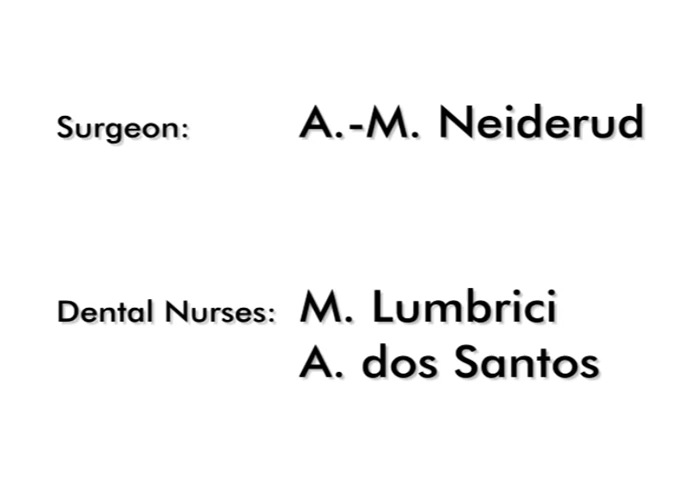 Surgeon: A.-M. Neiderud
Dental Nurses: M. Lumbrici
A. dos Santos